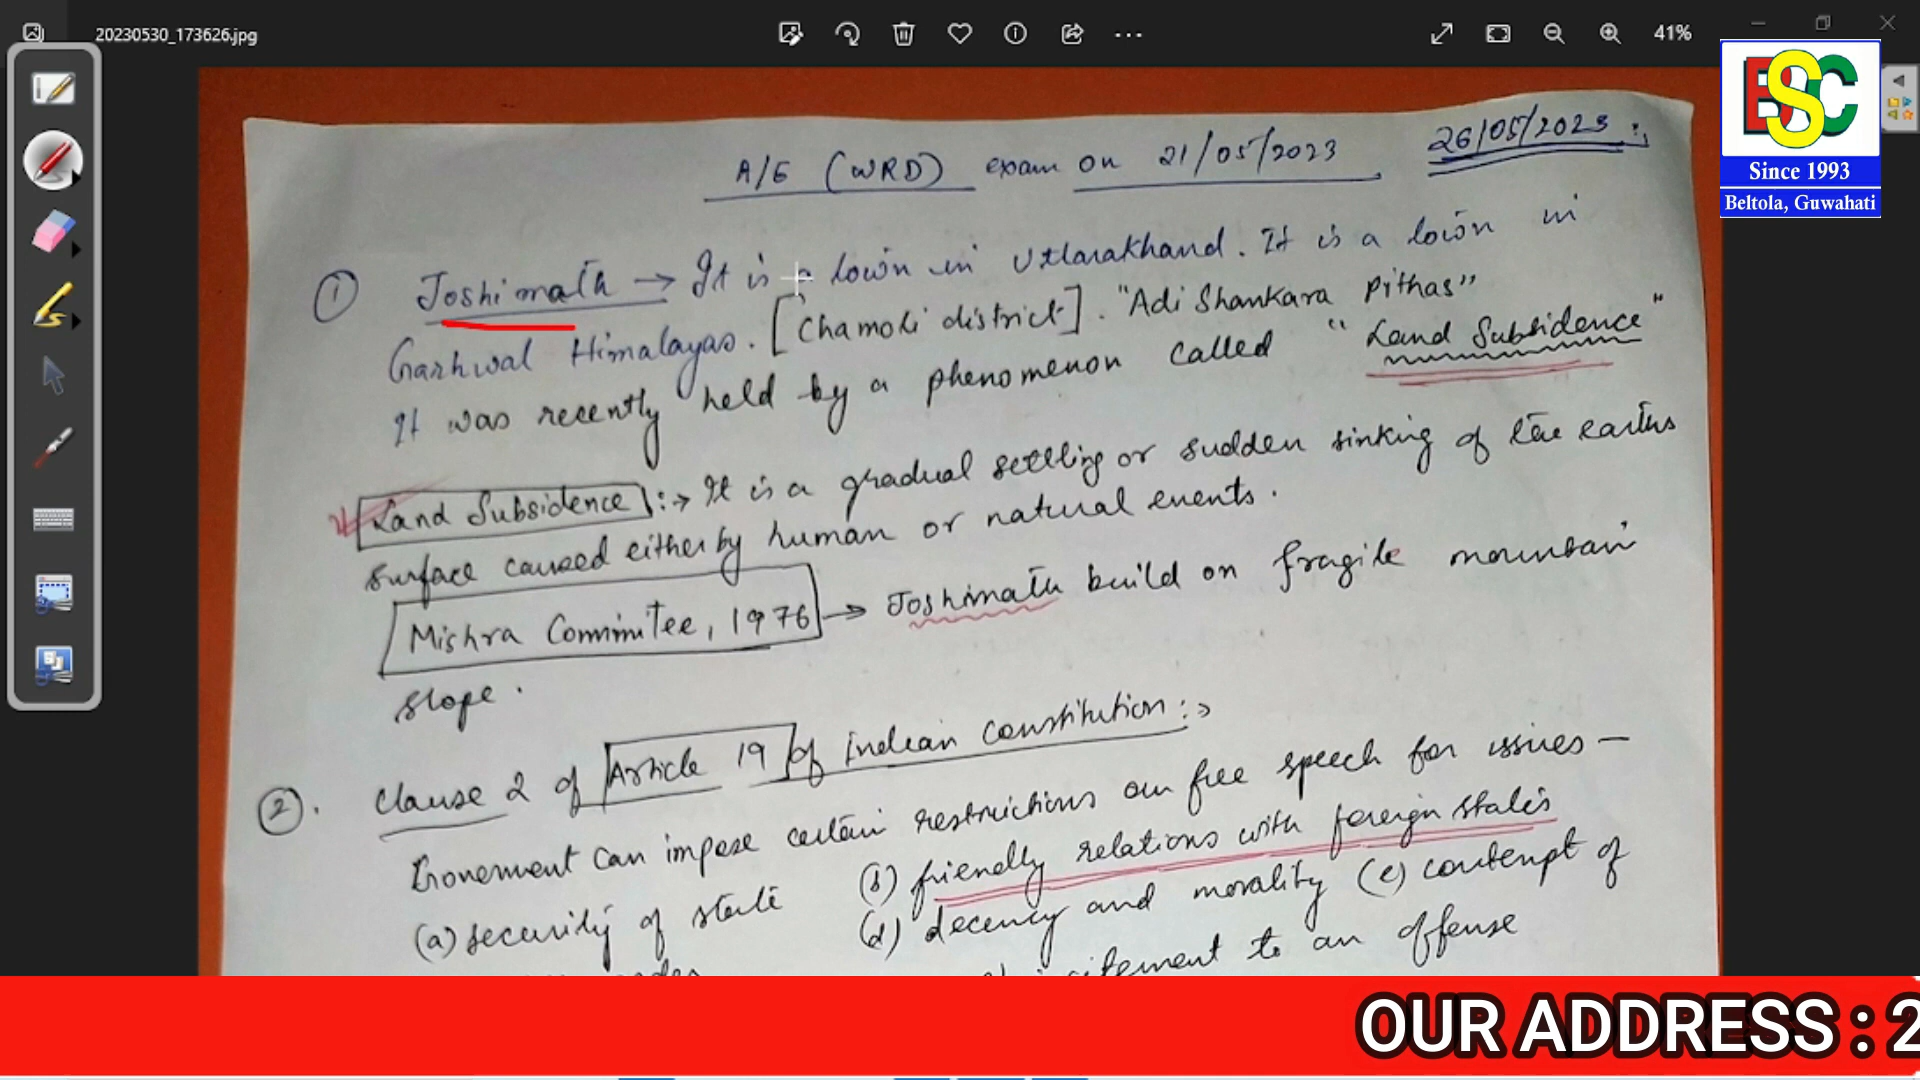 20230530_173626.jpg
41%
BSC
Since 1993
Beltola, Guwahati
A/E (WRD) exam on 21/05/2023
26/05/2023
① Joshimath → It is a town in Uttarakhand. It is a town in
Garhwal Himalayas. [Chamoli district]. "Adi Shankara Pithas"
It was recently held by a phenomenon called "Land Subsidence"
Land Subsidence :→ It is a gradual settling or sudden sinking of the earths
surface caused either by human or natural events.
Mishra Committee, 1976 → Joshimath build on fragile mountain
slope.
②. Clause 2 of Article 19 of Indian Constitution :→
Government can impose certain restrictions on free speech for issues —
(a) security of state (b) friendly relations with foreign states
(d) decency and morality (e) contempt of
incitement to an offense
OUR ADDRESS : 2